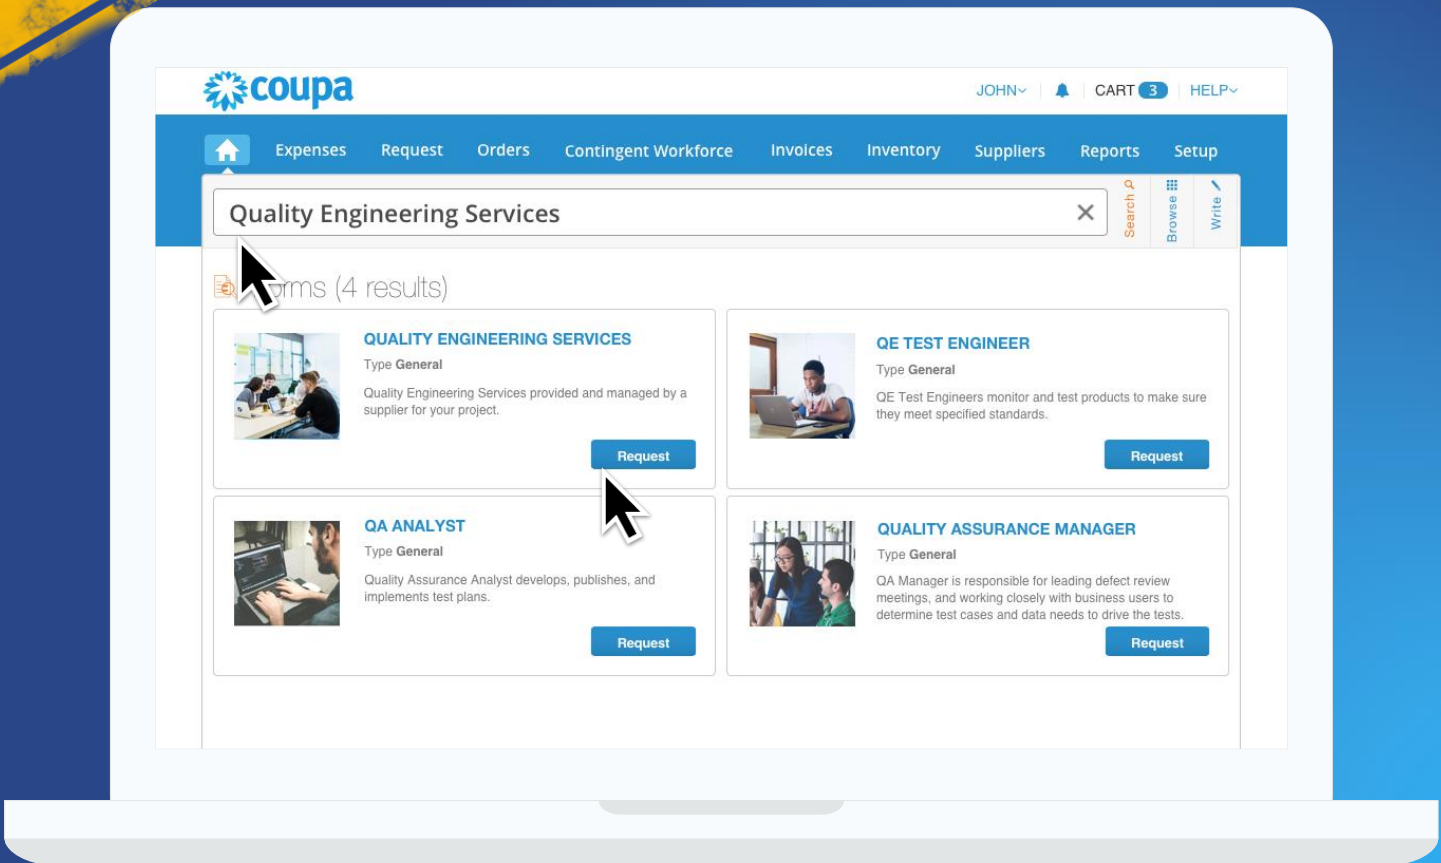 coupa
JOHN
CART 3
HELP
Expenses Request Orders Contingent Workforce Invoices Inventory Suppliers Reports Setup
Quality Engineering Services
Search
Browse
Write
(4 results)
QUALITY ENGINEERING SERVICES
Type General
Quality Engineering Services provided and managed by a
supplier for your project.
Request
QE TEST ENGINEER
Type General
QE Test Engineers monitor and test products to make sure
they meet specified standards.
Request
QA ANALYST
Type General
Quality Assurance Analyst develops, publishes, and
implements test plans.
Request
QUALITY ASSURANCE MANAGER
Type General
QA Manager is responsible for leading defect review
meetings, and working closely with business users to
determine test cases and data needs to drive the tests.
Request